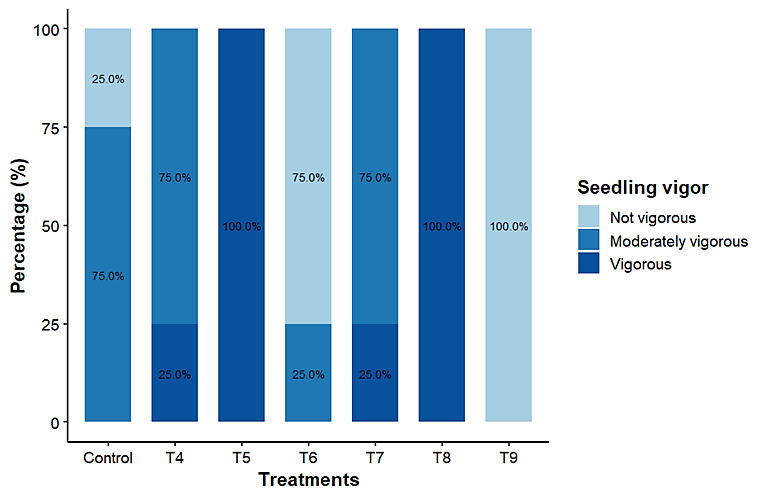 100
75
50
25
0
Percentage (%)
25.0%
75.0%
75.0%
25.0%
100.0%
75.0%
25.0%
75.0%
25.0%
100.0%
100.0%
Control T4 T5 T6 T7 T8 T9
Treatments
Seedling vigor
Not vigorous
Moderately vigorous
Vigorous